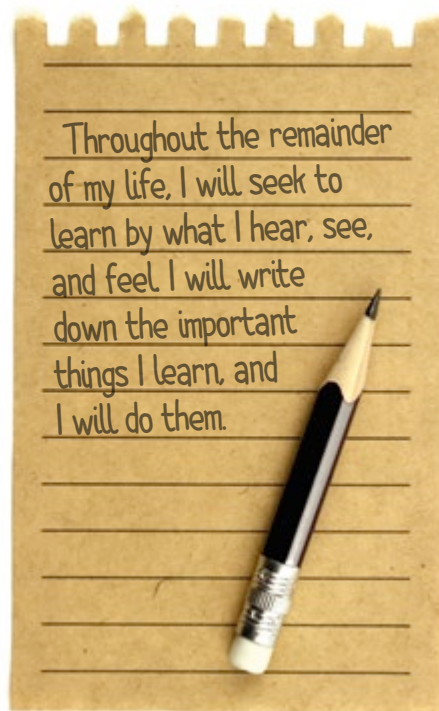 Throughout the remainder
of my life, I will seek to
learn by what I hear, see,
and feel. I will write
down the important
things I learn, and
I will do them.